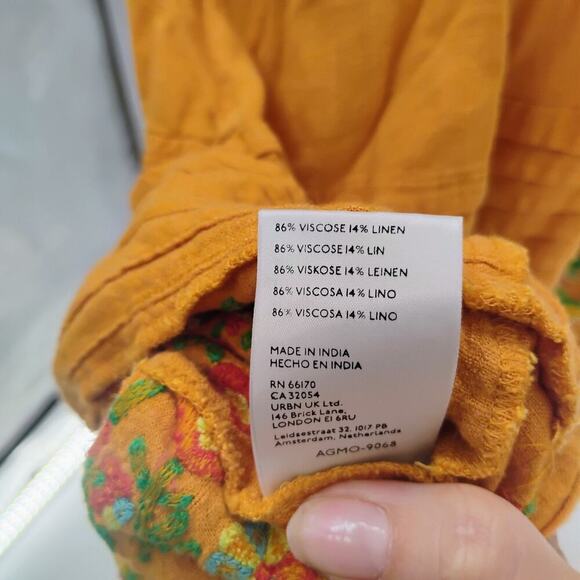 86% VISCOSE 14% LINEN
86% VISCOSE 14% LIN
86% VISKOSE 14% LEINEN
86% VISCOSA 14% LINO
86% VISCOSA 14% LINO
MADE IN INDIA
HECHO EN INDIA
RN 66170
CA 32054
URBN UK Ltd.
146 Brick Lane,
LONDON E1 6RU
Leidsestraat 32, 1017 PB
Amsterdam, Netherlands
AGMO-9068